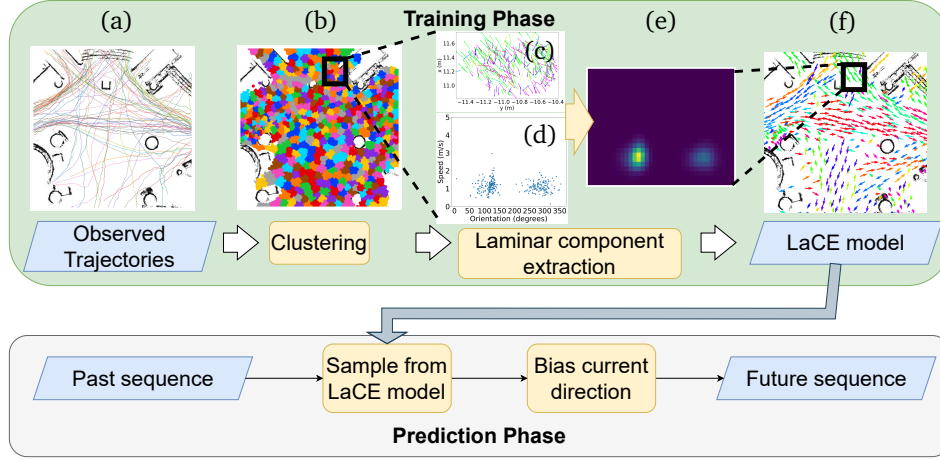 Training Phase
(a)
(b)
(c)
(d)
(e)
(f)
11.6
11.4
11.2
11.0
x (m)
−11.4 −11.2 −11.0 −10.8 −10.6 −10.4
y (m)
5
4
3
2
1
0
Speed (m/s)
0 50 100 150 200 250 300 350
Orientation (degrees)
Observed
Trajectories
Clustering
Laminar component
extraction
LaCE model
Past sequence
Sample from
LaCE model
Bias current
direction
Future sequence
Prediction Phase